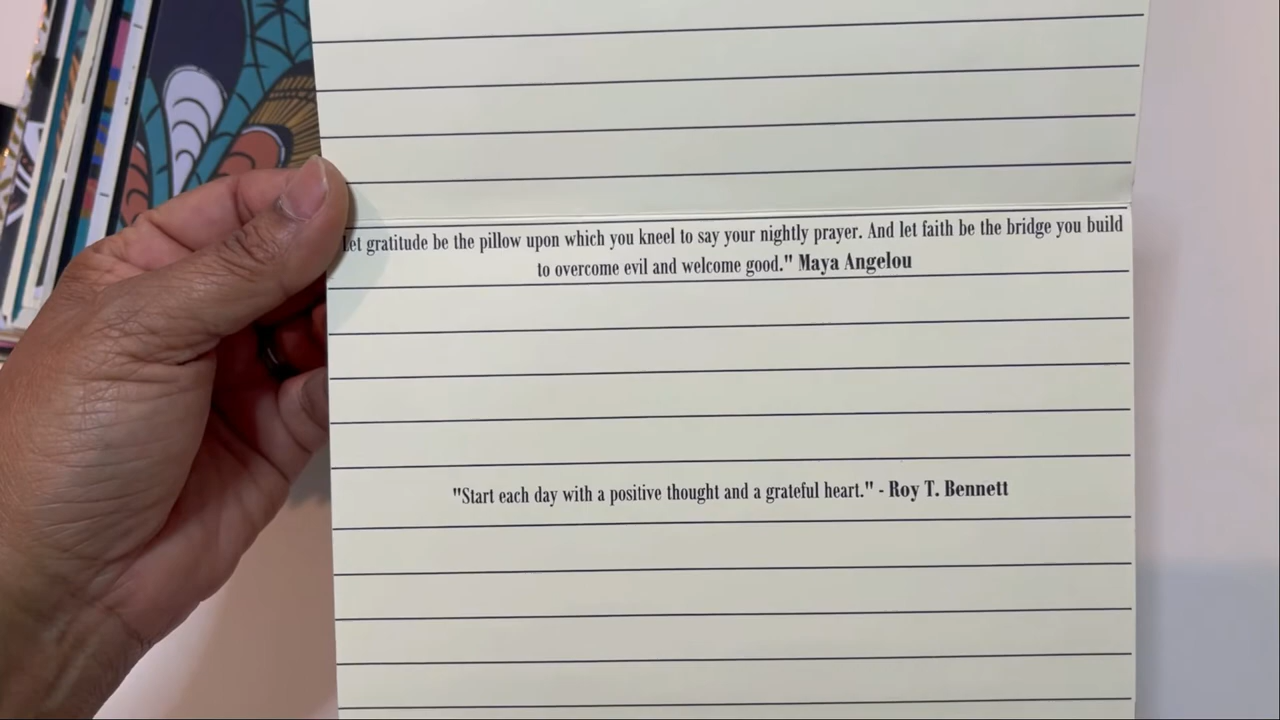 Let gratitude be the pillow upon which you kneel to say your nightly prayer. And let faith be the bridge you build
to overcome evil and welcome good." Maya Angelou
"Start each day with a positive thought and a grateful heart." - Roy T. Bennett